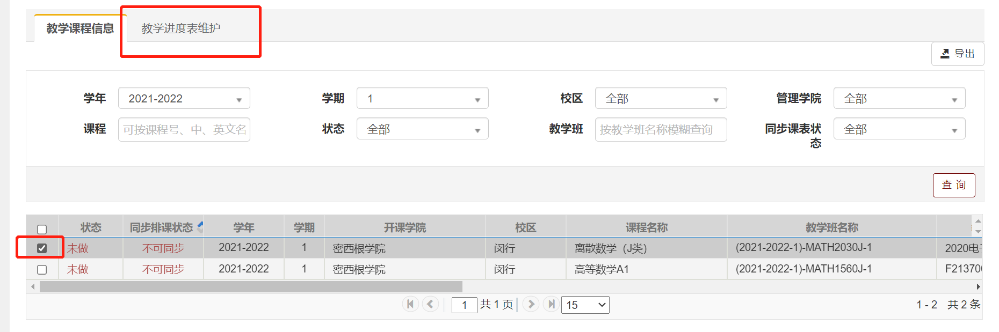 教学课程信息 教学进度表维护
导出
学年 2021-2022 学期 1 校区 全部 管理学院 全部
课程 可按课程号、中、英文名 状态 全部 教学班 按教学班名称模糊查询 同步课表状态 全部
查 询
状态 同步排课状态 学年 学期 开课学院 校区 课程名称 教学班名称
未做 不可同步 2021-2022 1 密西根学院 闵行 离散数学（J类） (2021-2022-1)-MATH2030J-1 2020电
未做 不可同步 2021-2022 1 密西根学院 闵行 高等数学A1 (2021-2022-1)-MATH1560J-1 F21370
1 共 1 页 15 1 - 2 共 2 条